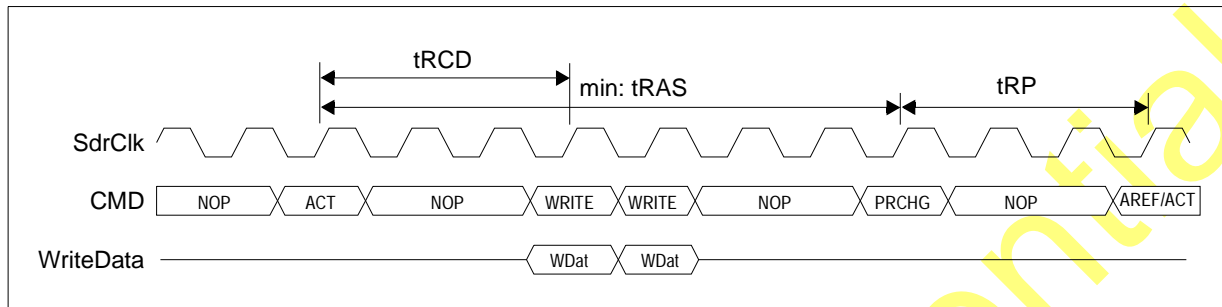 tRCD
min: tRAS tRP
SdrClk
CMD NOP ACT NOP WRITE WRITE NOP PRCHG NOP AREF/ACT
WriteData WDat WDat